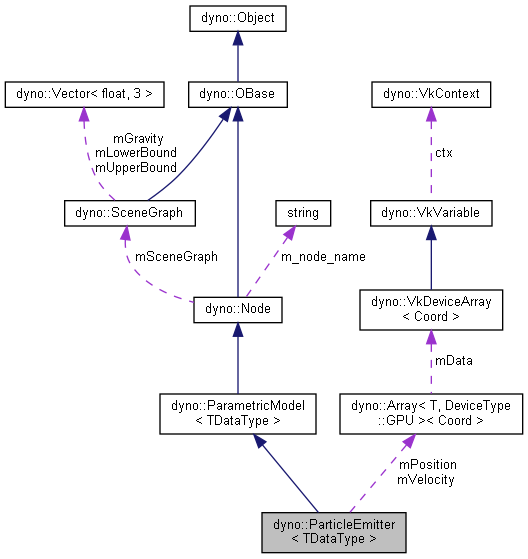 dyno::Object
dyno::Vector< float, 3 >
dyno::OBase
dyno::VkContext
mGravity
mLowerBound
mUpperBound
ctx
dyno::SceneGraph
string
dyno::VkVariable
mSceneGraph
m_node_name
dyno::Node
dyno::VkDeviceArray
< Coord >
mData
dyno::ParametricModel
< TDataType >
dyno::Array< T, DeviceType
::GPU >< Coord >
mPosition
mVelocity
dyno::ParticleEmitter
< TDataType >